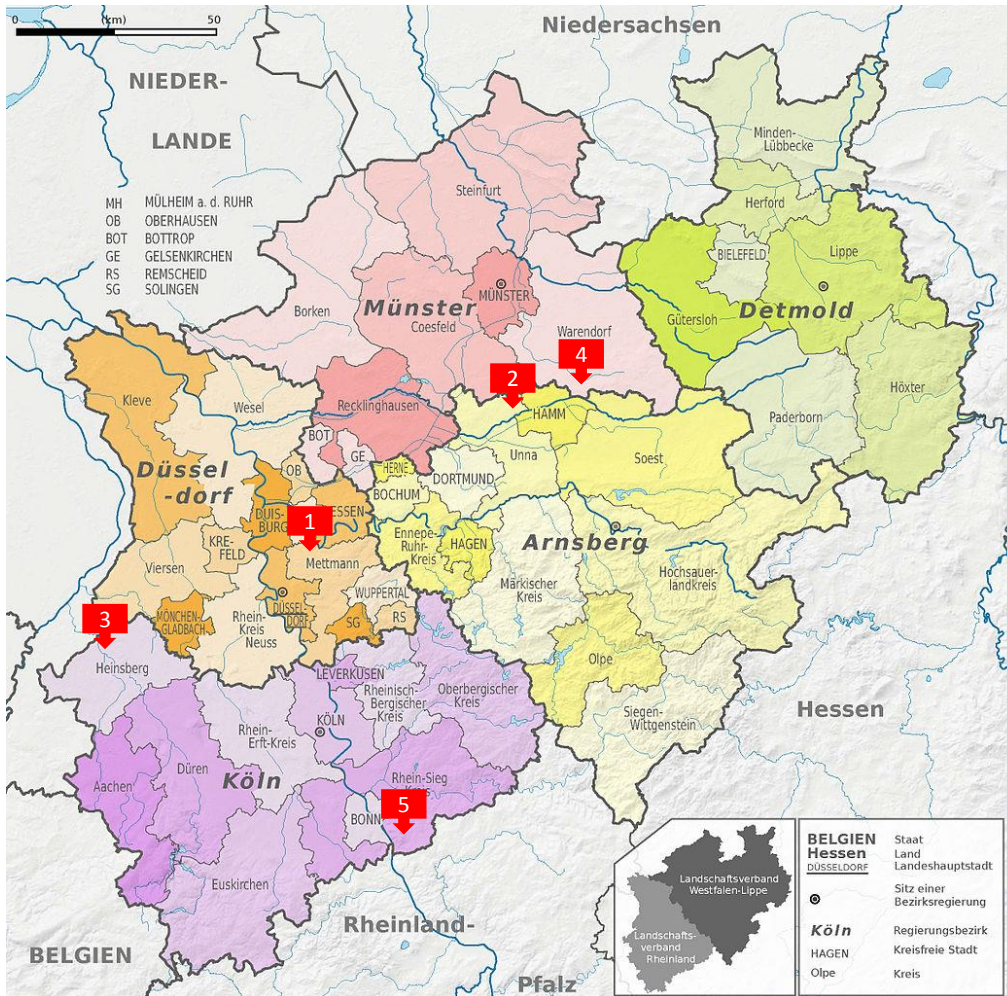 0 (km) 50
Niedersachsen
NIEDER-
LANDE
MH MÜLHEIM a. d. RUHR
OB OBERHAUSEN
BOT BOTTROP
GE GELSENKIRCHEN
RS REMSCHEID
SG SOLINGEN
Minden-
Lübbecke
Steinfurt
Herford
Lippe
BIELEFELD
MÜNSTER
Münster
Borken
Coesfeld
Detmold
Gütersloh
Warendorf
4
2
Höxter
Kleve
Wesel
Recklinghausen
HAMM
Paderborn
BOT
GE
Unna
Soest
Düssel
-dorf
OB
HERNE
DORTMUND
BOCHUM
DUIS-
BURG
ESSEN
1
KRE-
FELD
Mettmann
Ennepe-
Ruhr-
Kreis
HAGEN
Arnsberg
Viersen
Märkischer
Kreis
Hochsauer-
landkreis
WUPPERTAL
DÜSSEL-
DORF
SG
RS
MÖNCHEN-
GLADBACH
Rhein-
Kreis
Neuss
3
Heinsberg
LEVERKUSEN
Rheinisch-
Bergischer
Kreis
Oberbergischer
Kreis
Olpe
Siegen-
Wittgenstein
Hessen
Rhein-
Erft-Kreis
KÖLN
Düren
Aachen
Köln
Rhein-Sieg
5
BONN
Euskirchen
Rheinland-
Pfalz
BELGIEN
Landschaftsverband
Westfalen-Lippe
Landschafts-
verband
Rheinland
BELGIEN Staat
Hessen Land
DÜSSELDORF Landeshauptstadt
Sitz einer
Bezirksregierung
Köln Regierungsbezirk
HAGEN Kreisfreie Stadt
Olpe Kreis